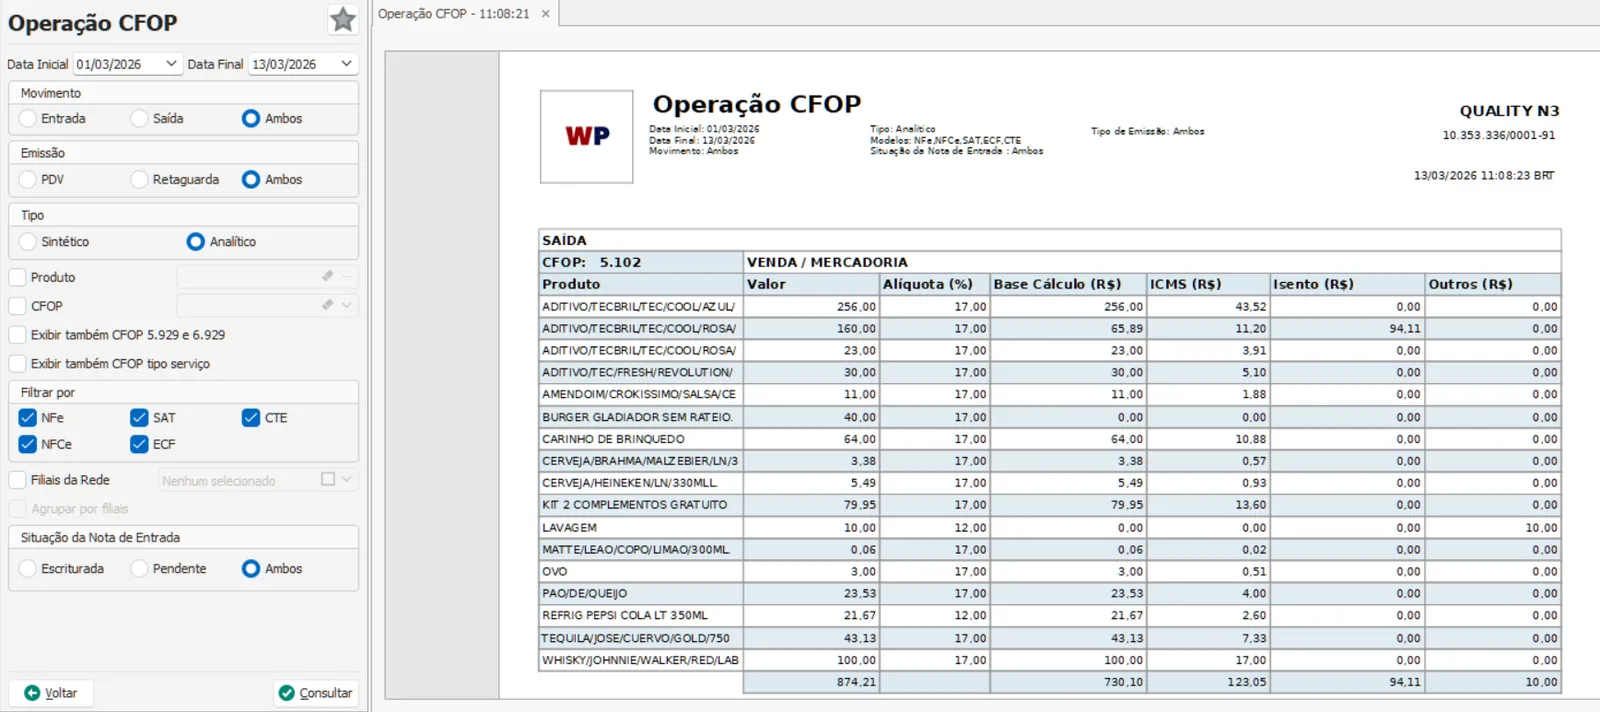 Operação CFOP
Data Inicial 01/03/2026 Data Final 13/03/2026
Movimento
Entrada Saída Ambos
Emissão
PDV Retaguarda Ambos
Tipo
Sintético Analítico
Produto
CFOP
Exibir também CFOP 5.929 e 6.929
Exibir também CFOP tipo serviço
Filtrar por
NFe SAT CTE
NFCe ECF
Filiais da Rede Nenhum selecionado
Agrupar por filiais
Situação da Nota de Entrada
Escriturada Pendente Ambos
Voltar Consultar
Operação CFOP - 11:08:21
WP
Operação CFOP
QUALITY N3
Data Inicial: 01/03/2026 Tipo: Analítico Tipo de Emissão: Ambos
10.353.336/0001-91
Data Final: 13/03/2026 Modelos: NFe,NFCe,SAT,ECF,CTE
Movimento: Ambos Situação da Nota de Entrada : Ambos
13/03/2026 11:08:23 BRT
SAÍDA
CFOP: 5.102 VENDA / MERCADORIA
Produto Valor Alíquota (%) Base Cálculo (R$) ICMS (R$) Isento (R$) Outros (R$)
ADITIVO/TECBRIL/TEC/COOL/AZUL/ 256,00 17,00 256,00 43,52 0,00 0,00
ADITIVO/TECBRIL/TEC/COOL/ROSA/ 160,00 17,00 65,89 11,20 94,11 0,00
ADITIVO/TECBRIL/TEC/COOL/ROSA/ 23,00 17,00 23,00 3,91 0,00 0,00
ADITIVO/TEC/FRESH/REVOLUTION/ 30,00 17,00 30,00 5,10 0,00 0,00
AMENDOIM/CROKISSIMO/SALSA/CE 11,00 17,00 11,00 1,88 0,00 0,00
BURGER GLADIADOR SEM RATEIO. 40,00 17,00 0,00 0,00 0,00 0,00
CARINHO DE BRINQUEDO 64,00 17,00 64,00 10,88 0,00 0,00
CERVEJA/BRAHMA/MALZEBIER/LN/3 3,38 17,00 3,38 0,57 0,00 0,00
CERVEJA/HEINEKEN/LN/330MLL 5,49 17,00 5,49 0,93 0,00 0,00
KIT 2 COMPLEMENTOS GRATUITO 79,95 17,00 79,95 13,60 0,00 0,00
LAVAGEM 10,00 12,00 0,00 0,00 0,00 10,00
MATTE/LEAO/COPO/LIMAO/300ML 0,06 17,00 0,06 0,02 0,00 0,00
OVO 3,00 17,00 3,00 0,51 0,00 0,00
PAO/DE/QUEIJO 23,53 17,00 23,53 4,00 0,00 0,00
REFRIG PEPSI COLA LT 350ML 21,67 12,00 21,67 2,60 0,00 0,00
TEQUILA/JOSE/CUERVO/GOLD/750 43,13 17,00 43,13 7,33 0,00 0,00
WHISKY/JOHNNIE/WALKER/RED/LAB 100,00 17,00 100,00 17,00 0,00 0,00
874,21 730,10 123,05 94,11 10,00